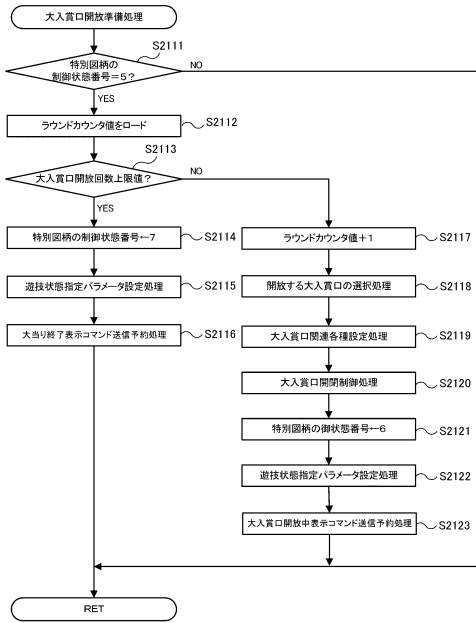 大入賞口開放準備処理
S2111
特別図柄の
制御状態番号＝5？
NO
YES
ラウンドカウンタ値をロード
S2112
S2113
大入賞口開放回数上限値？
NO
YES
特別図柄の制御状態番号←7
S2114
遊技状態指定パラメータ設定処理
S2115
大当り終了表示コマンド送信予約処理
S2116
ラウンドカウンタ値＋1
S2117
開放する大入賞口の選択処理
S2118
大入賞口関連各種設定処理
S2119
大入賞口開閉制御処理
S2120
特別図柄の御状態番号←6
S2121
遊技状態指定パラメータ設定処理
S2122
大入賞口開放中表示コマンド送信予約処理
S2123
RET